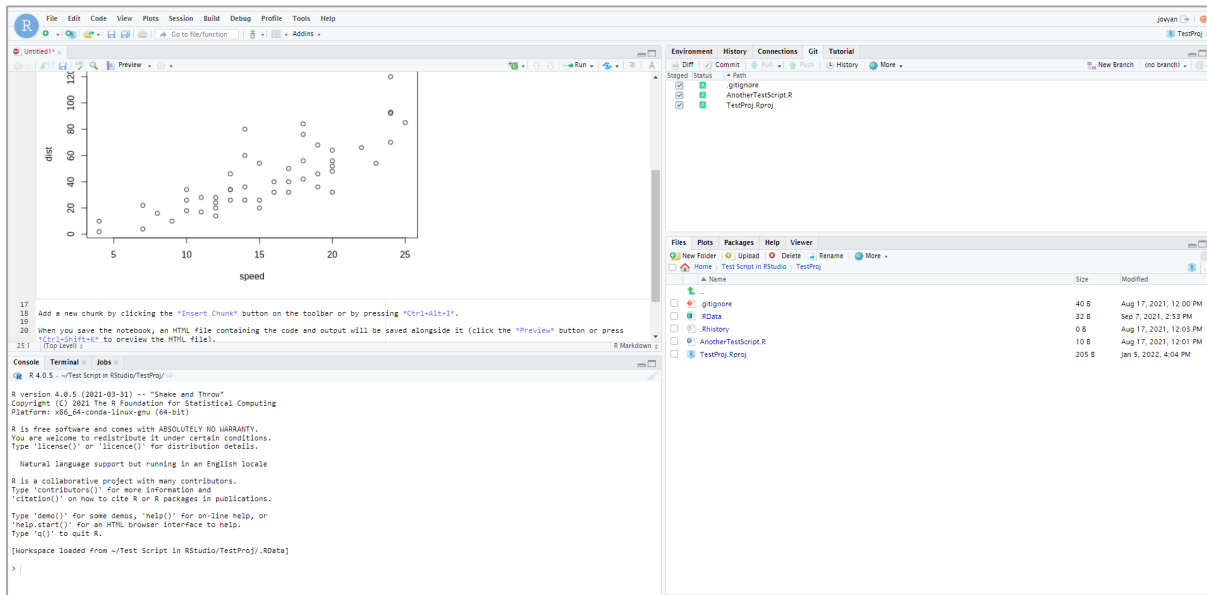 R
File Edit Code View Plots Session Build Debug Profile Tools Help
jovyan
Go to file/function
Addins
TestProj
Untitled1*
Preview
Run
120
100
80
60
40
20
0
dist
5 10 15 20 25
speed
17
18 Add a new chunk by clicking the *Insert Chunk* button on the toolbar or by pressing *Ctrl+Alt+I*.
19
20 When you save the notebook, an HTML file containing the code and output will be saved alongside it (click the *Preview* button or press
*Ctrl+Shift+K* to preview the HTML file).
25:1 (Top Level) R Markdown
Console Terminal Jobs
R 4.0.5 · ~/Test Script in RStudio/TestProj/
R version 4.0.5 (2021-03-31) -- "Shake and Throw"
Copyright (C) 2021 The R Foundation for Statistical Computing
Platform: x86_64-conda-linux-gnu (64-bit)
R is free software and comes with ABSOLUTELY NO WARRANTY.
You are welcome to redistribute it under certain conditions.
Type 'license()' or 'licence()' for distribution details.
Natural language support but running in an English locale
R is a collaborative project with many contributors.
Type 'contributors()' for more information and
'citation()' on how to cite R or R packages in publications.
Type 'demo()' for some demos, 'help()' for on-line help, or
'help.start()' for an HTML browser interface to help.
Type 'q()' to quit R.
[Workspace loaded from ~/Test Script in RStudio/TestProj/.RData]
>
Environment History Connections Git Tutorial
Diff Commit Pull Push History More New Branch (no branch)
Staged Status Path
A .gitignore
A AnotherTestScript.R
A TestProj.Rproj
Files Plots Packages Help Viewer
New Folder Upload Delete Rename More
Home Test Script in RStudio TestProj
Name Size Modified
..
.gitignore 40 B Aug 17, 2021, 12:00 PM
.RData 32 B Sep 7, 2021, 2:53 PM
.Rhistory 0 B Aug 17, 2021, 12:03 PM
AnotherTestScript.R 10 B Aug 17, 2021, 12:01 PM
TestProj.Rproj 205 B Jan 5, 2022, 4:04 PM